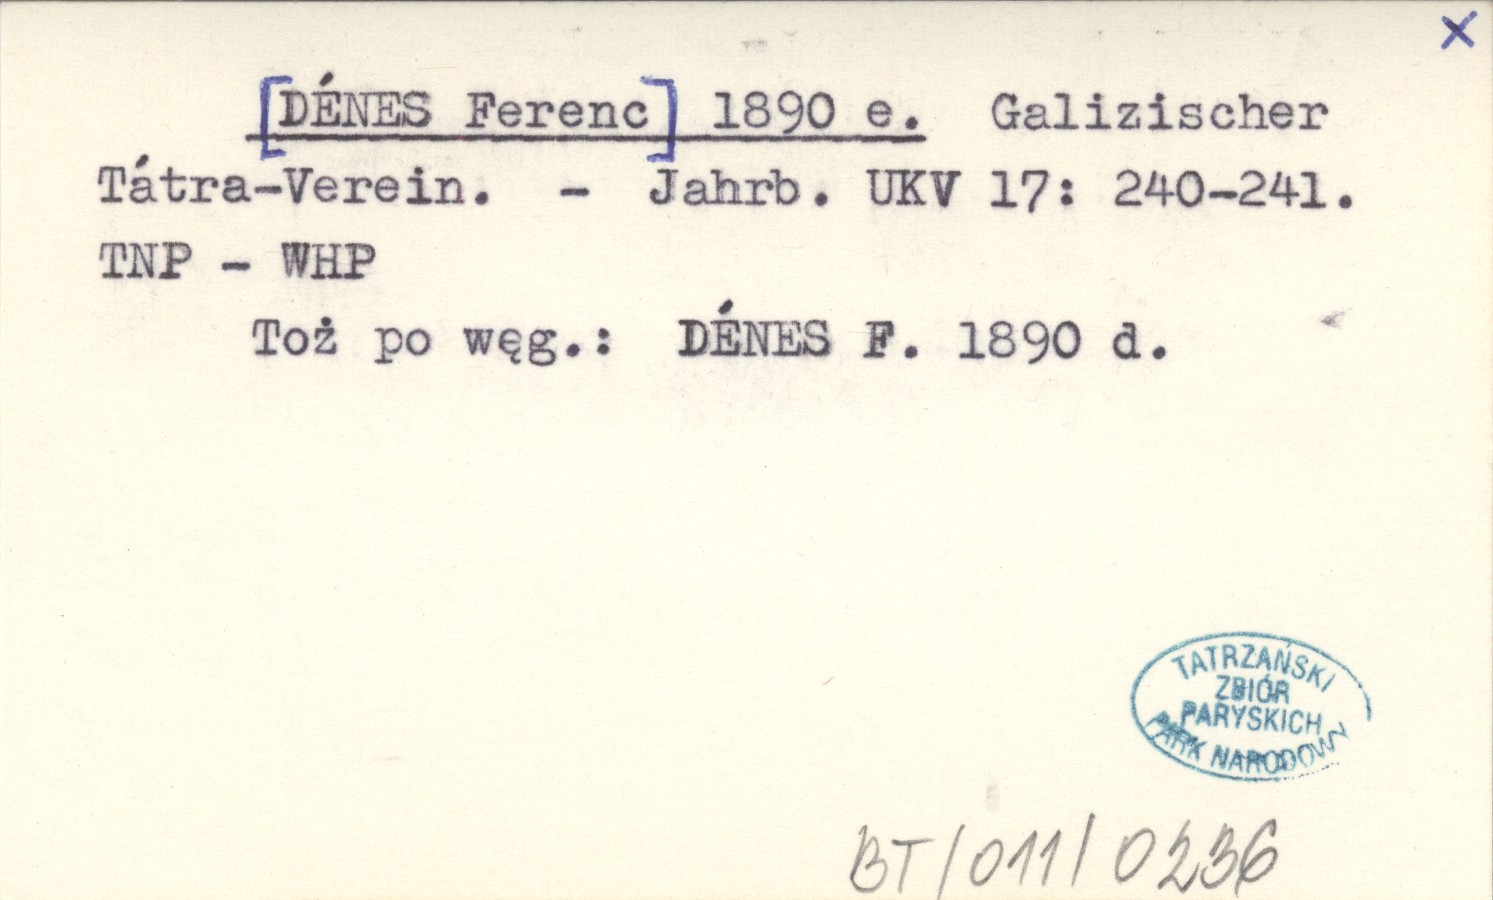 ×
[DÉNES Ferenc] 1890 e. Galizischer
Tátra-Verein. - Jahrb. UKV 17: 240-241.
TNP - WHP
Toż po węg.: DÉNES F. 1890 d.
TATRZAŃSKI
ZBIÓR
PARYSKICH
PARK NARODOWY
BT/011/0236